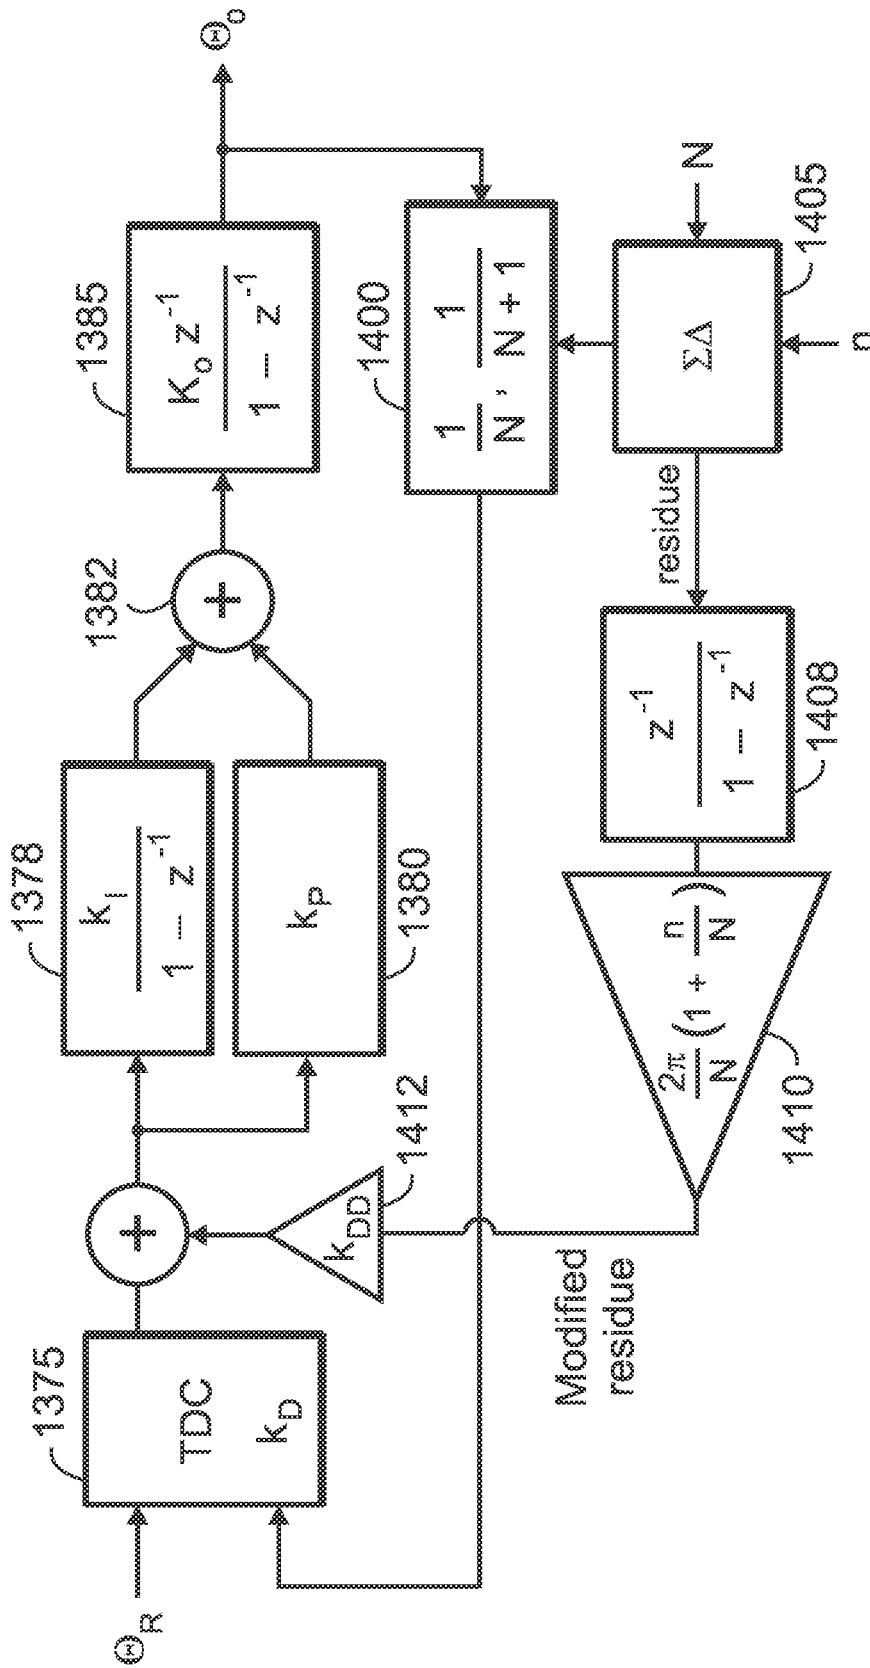 Θ_R
1375
TDC
k_D
+
1412
k_DD
1378
k_I
1 − z^-1
1380
k_P
1382
+
1385
K_o z^-1
1 − z^-1
Θ_o
1400
1/N , 1/(N + 1)
N
1405
ΣΔ
n
residue
z^-1
1 − z^-1
1408
2π/N (1 + n/N)
1410
Modified
residue